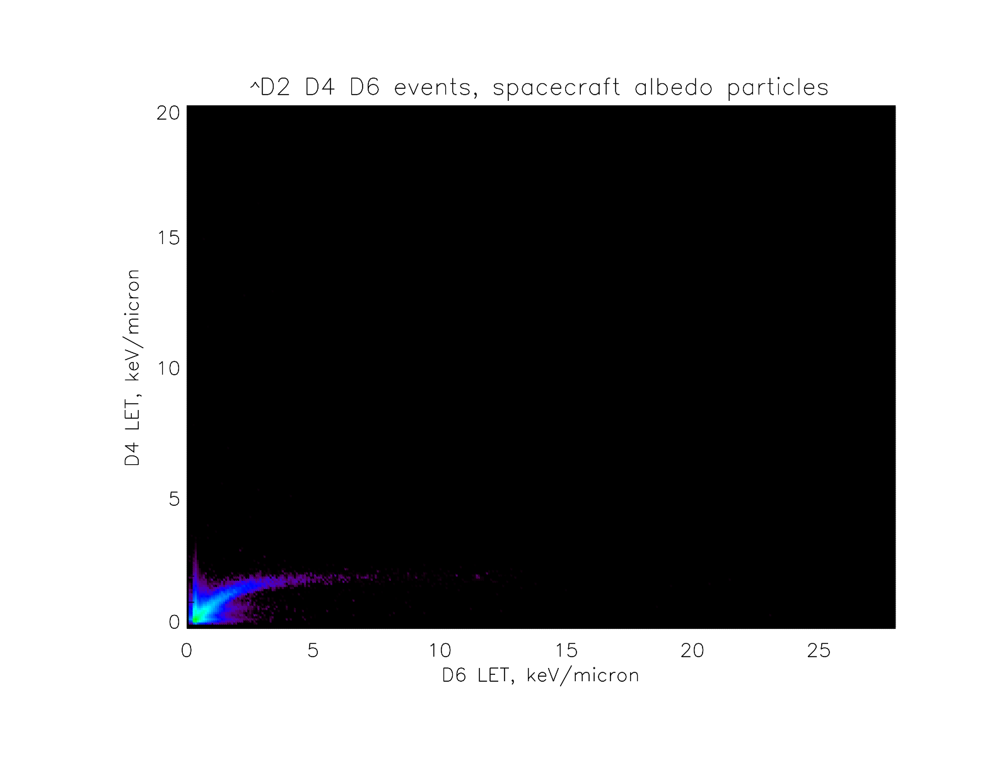 ^D2 D4 D6 events, spacecraft albedo particles
20
15
10
5
0
D4 LET, keV/micron
0 5 10 15 20 25
D6 LET, keV/micron